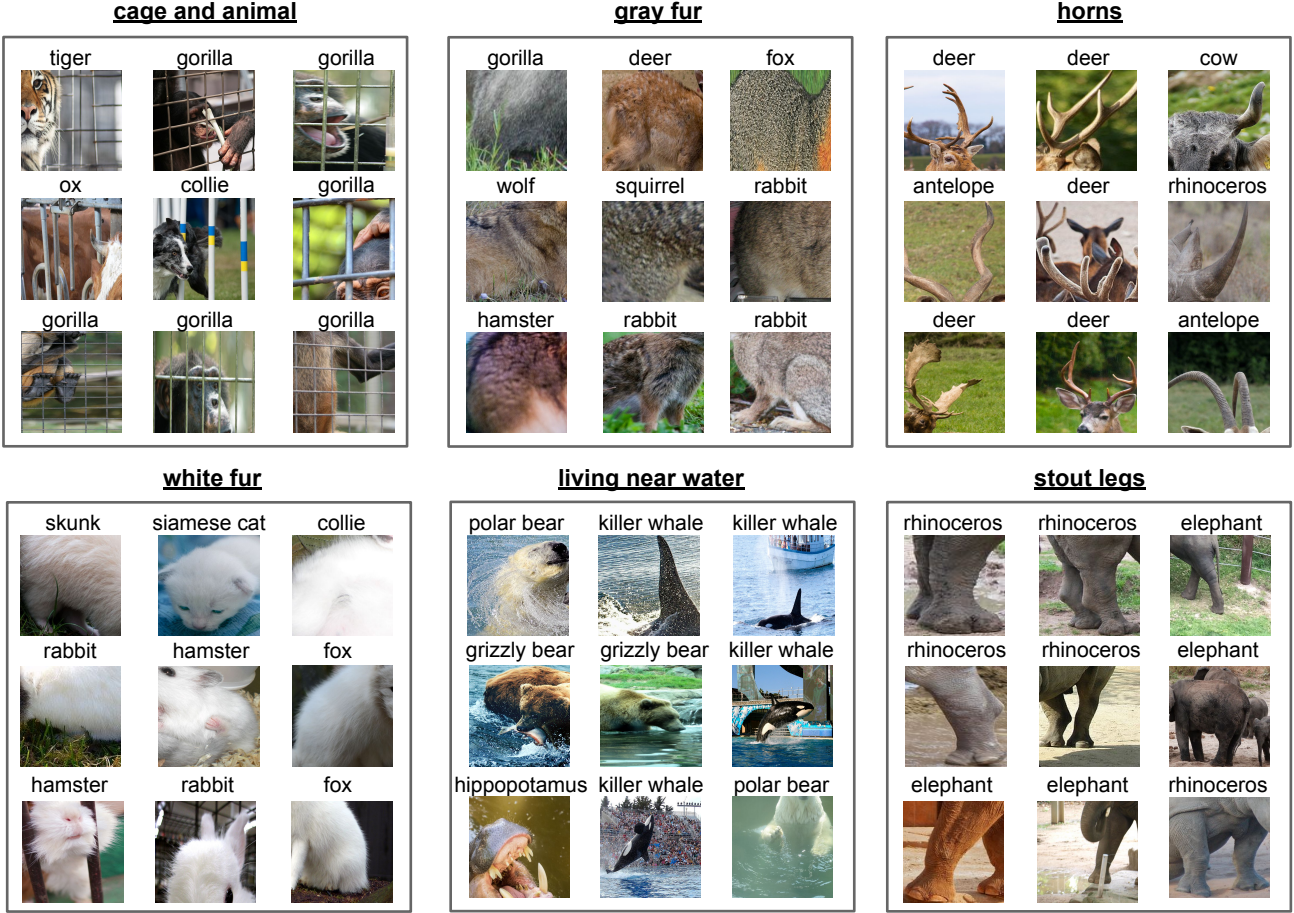 cage and animal
tiger gorilla gorilla
ox collie gorilla
gorilla gorilla gorilla
gray fur
gorilla deer fox
wolf squirrel rabbit
hamster rabbit rabbit
horns
deer deer cow
antelope deer rhinoceros
deer deer antelope
white fur
skunk siamese cat collie
rabbit hamster fox
hamster rabbit fox
living near water
polar bear killer whale killer whale
grizzly bear grizzly bear killer whale
hippopotamus killer whale polar bear
stout legs
rhinoceros rhinoceros elephant
rhinoceros rhinoceros elephant
elephant elephant rhinoceros